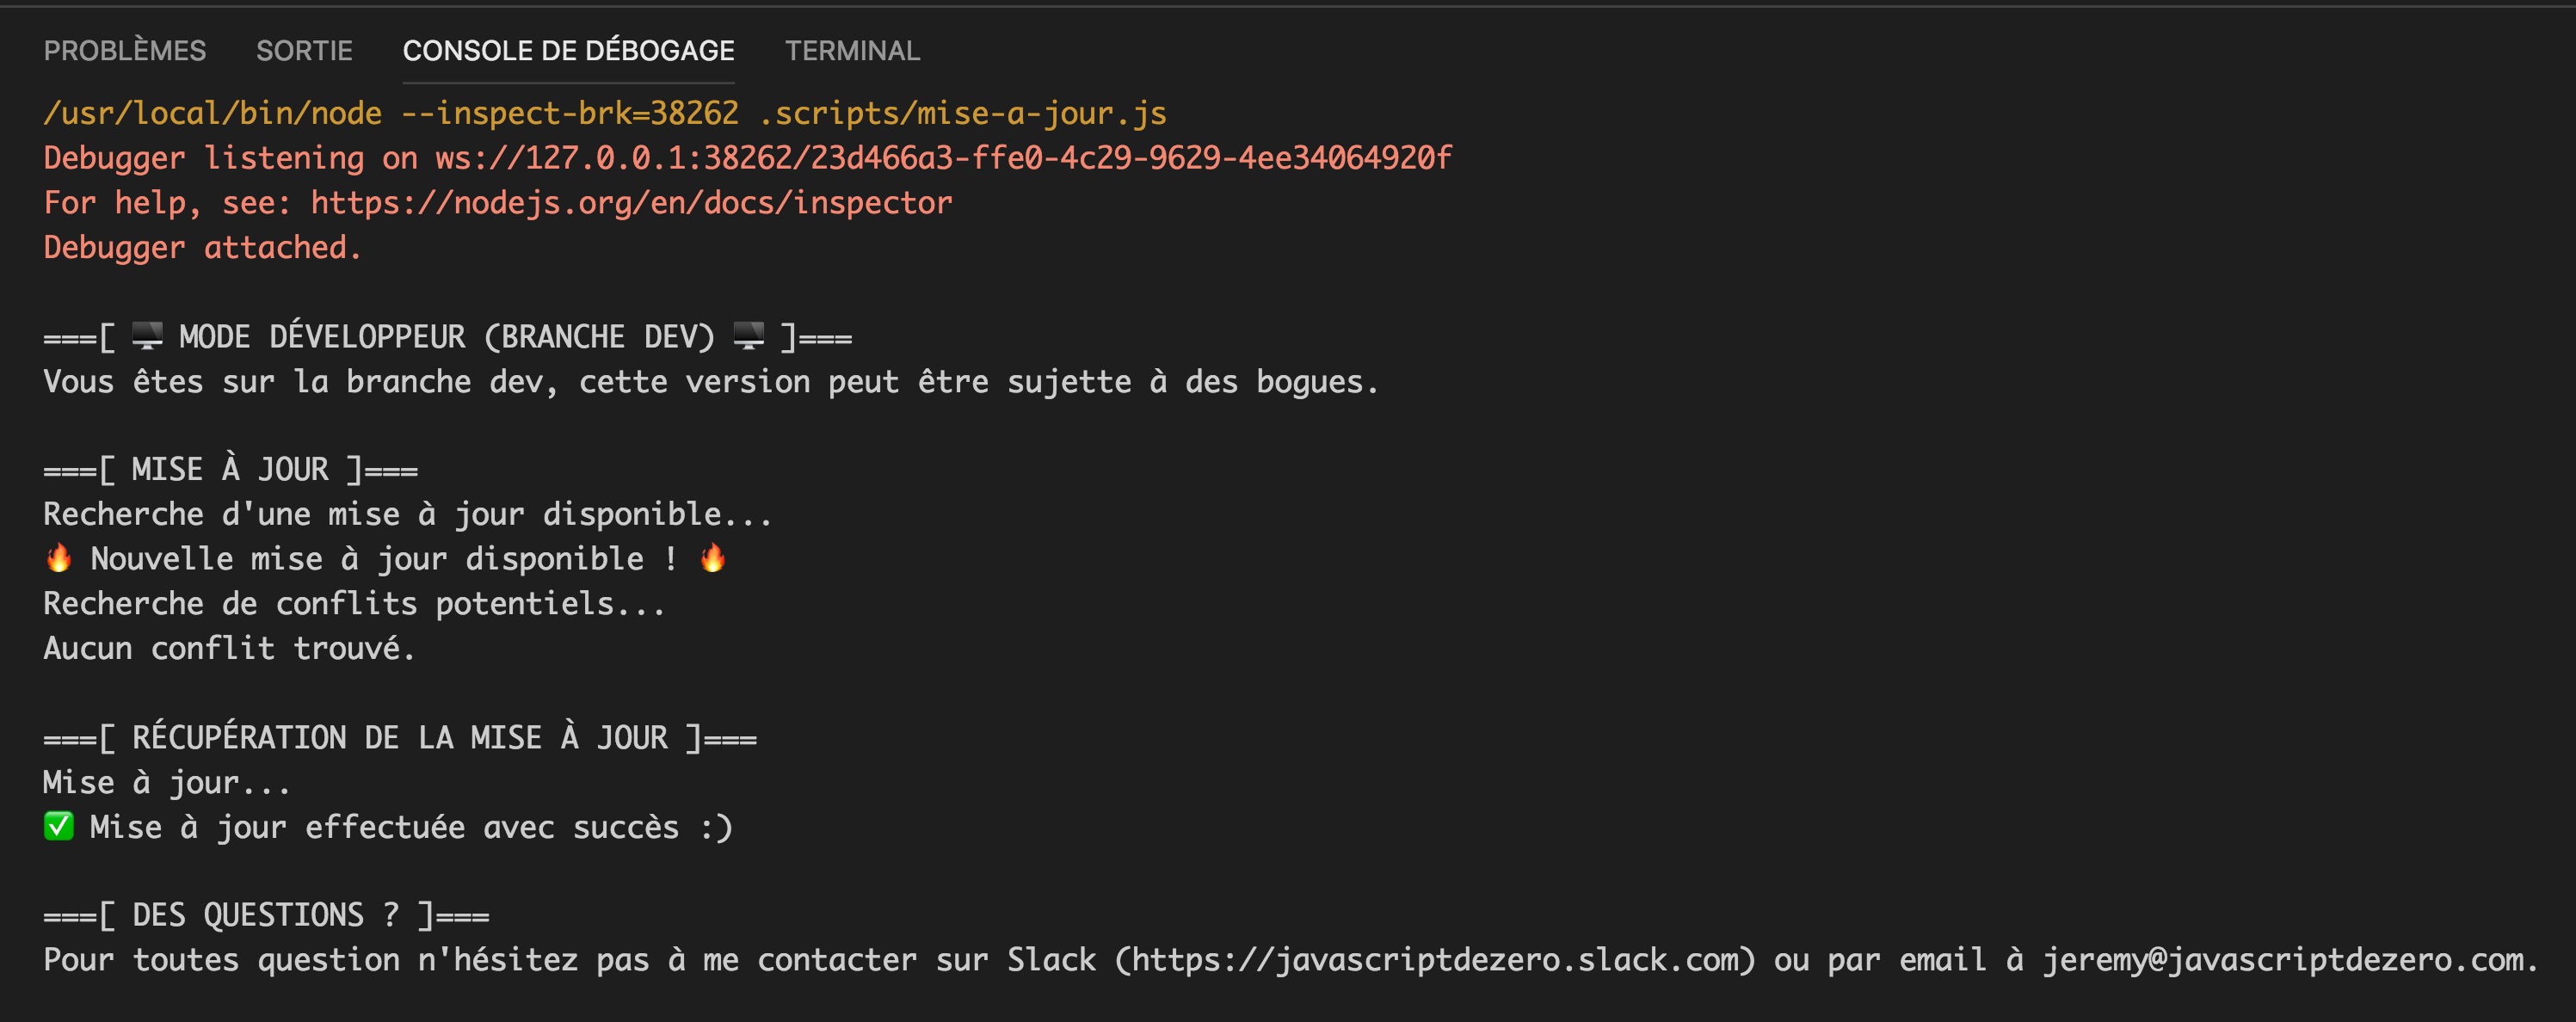 PROBLÈMES SORTIE CONSOLE DE DÉBOGAGE TERMINAL
/usr/local/bin/node --inspect-brk=38262 .scripts/mise-a-jour.js
Debugger listening on ws://127.0.0.1:38262/23d466a3-ffe0-4c29-9629-4ee34064920f
For help, see: https://nodejs.org/en/docs/inspector
Debugger attached.
===[ 🖥 MODE DÉVELOPPEUR (BRANCHE DEV) 🖥 ]===
Vous êtes sur la branche dev, cette version peut être sujette à des bogues.
===[ MISE À JOUR ]===
Recherche d'une mise à jour disponible...
🔥 Nouvelle mise à jour disponible ! 🔥
Recherche de conflits potentiels...
Aucun conflit trouvé.
===[ RÉCUPÉRATION DE LA MISE À JOUR ]===
Mise à jour...
✅ Mise à jour effectuée avec succès :)
===[ DES QUESTIONS ? ]===
Pour toutes question n'hésitez pas à me contacter sur Slack (https://javascriptdezero.slack.com) ou par email à jeremy@javascriptdezero.com.